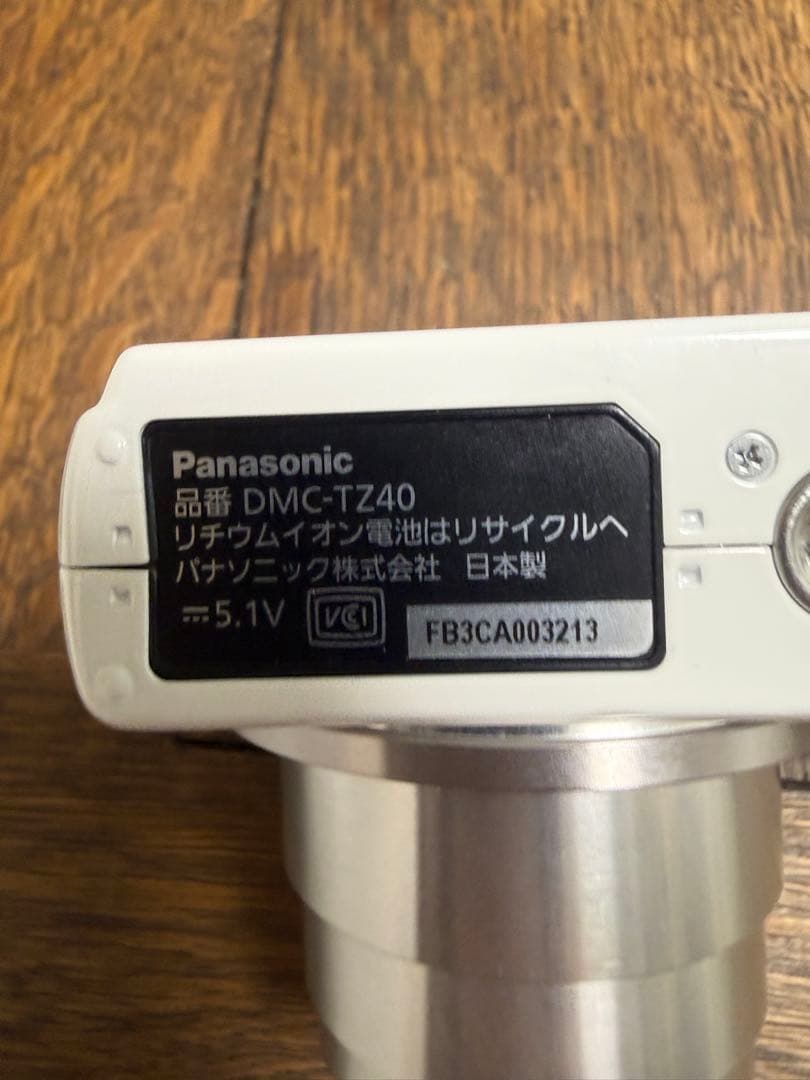 Panasonic
品番 DMC-TZ40
リチウムイオン電池はリサイクルへ
パナソニック株式会社 日本製
⎓5.1V VCCI FB3CA003213